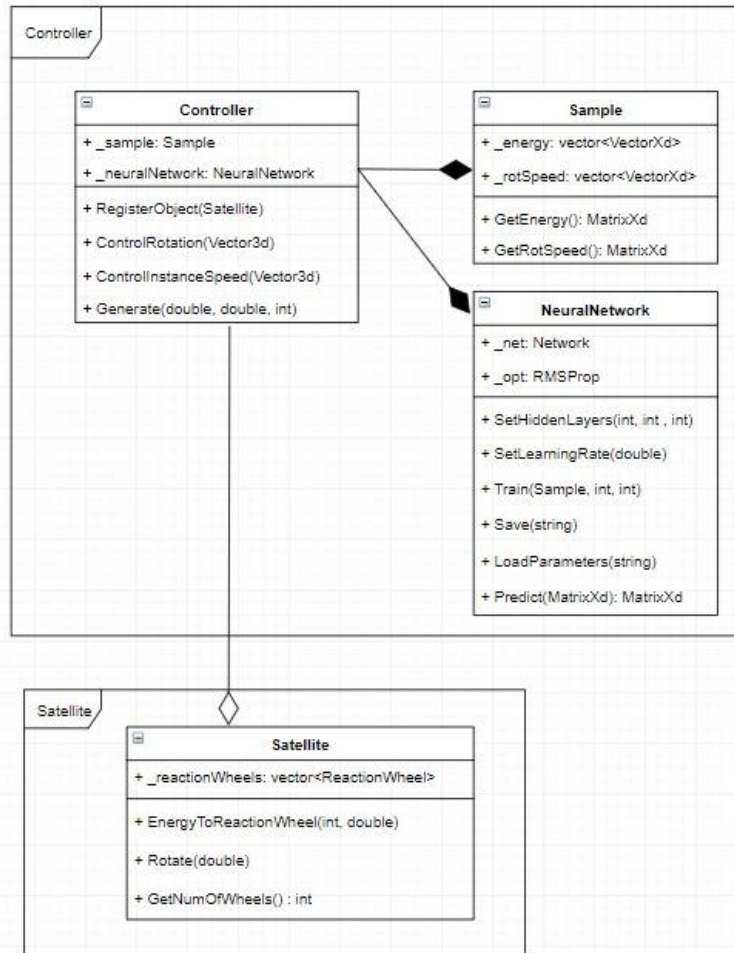 Controller
Controller
+ _sample: Sample
+ _neuralNetwork: NeuralNetwork
+ RegisterObject(Satellite)
+ ControlRotation(Vector3d)
+ ControlInstanceSpeed(Vector3d)
+ Generate(double, double, int)
Sample
+ _energy: vector<VectorXd>
+ _rotSpeed: vector<VectorXd>
+ GetEnergy(): MatrixXd
+ GetRotSpeed(): MatrixXd
NeuralNetwork
+ _net: Network
+ _opt: RMSProp
+ SetHiddenLayers(int, int , int)
+ SetLearningRate(double)
+ Train(Sample, int, int)
+ Save(string)
+ LoadParameters(string)
+ Predict(MatrixXd): MatrixXd
Satellite
Satellite
+ _reactionWheels: vector<ReactionWheel>
+ EnergyToReactionWheel(int, double)
+ Rotate(double)
+ GetNumOfWheels() : int